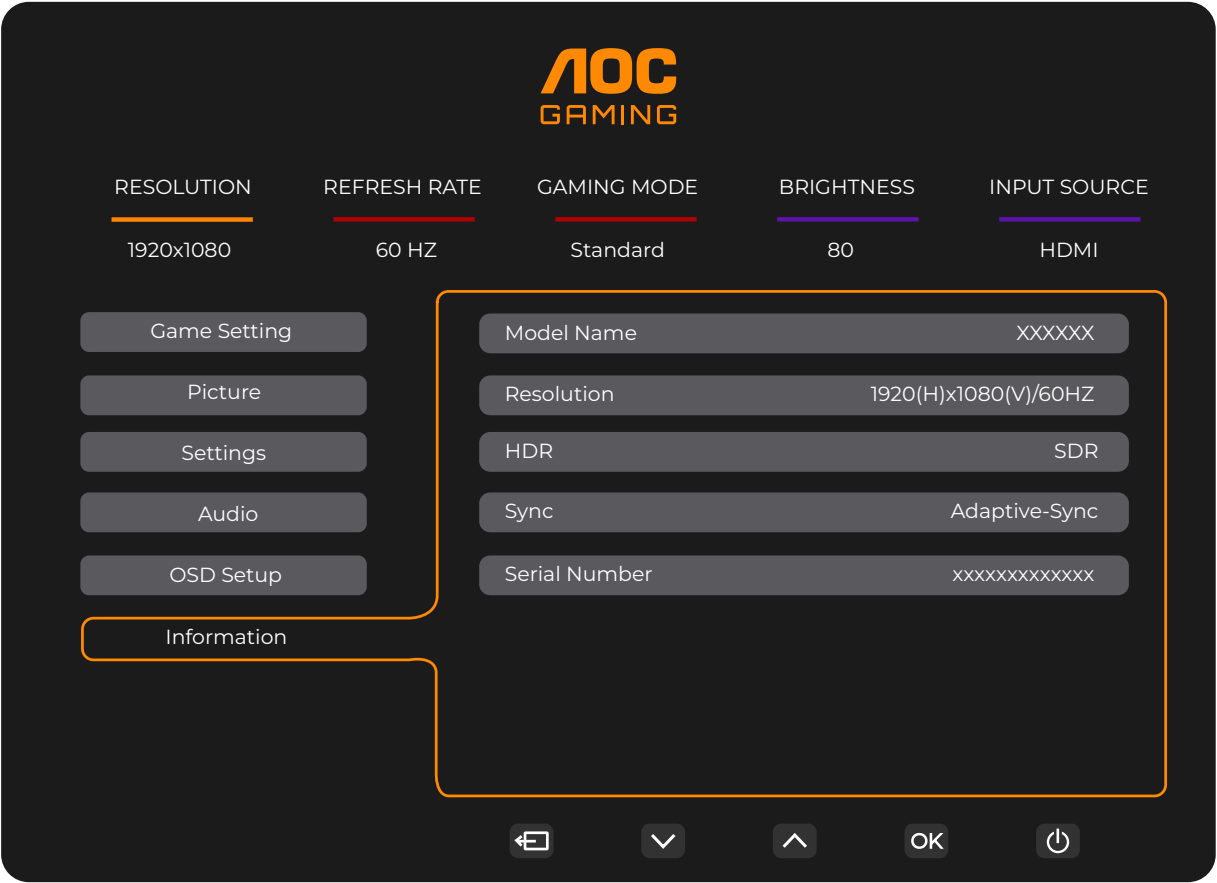 AOC
GAMING
RESOLUTION REFRESH RATE GAMING MODE BRIGHTNESS INPUT SOURCE
1920x1080 60 HZ Standard 80 HDMI
Game Setting Model Name XXXXXX
Picture Resolution 1920(H)x1080(V)/60HZ
Settings HDR SDR
Audio Sync Adaptive-Sync
OSD Setup Serial Number xxxxxxxxxxxxx
Information
OK